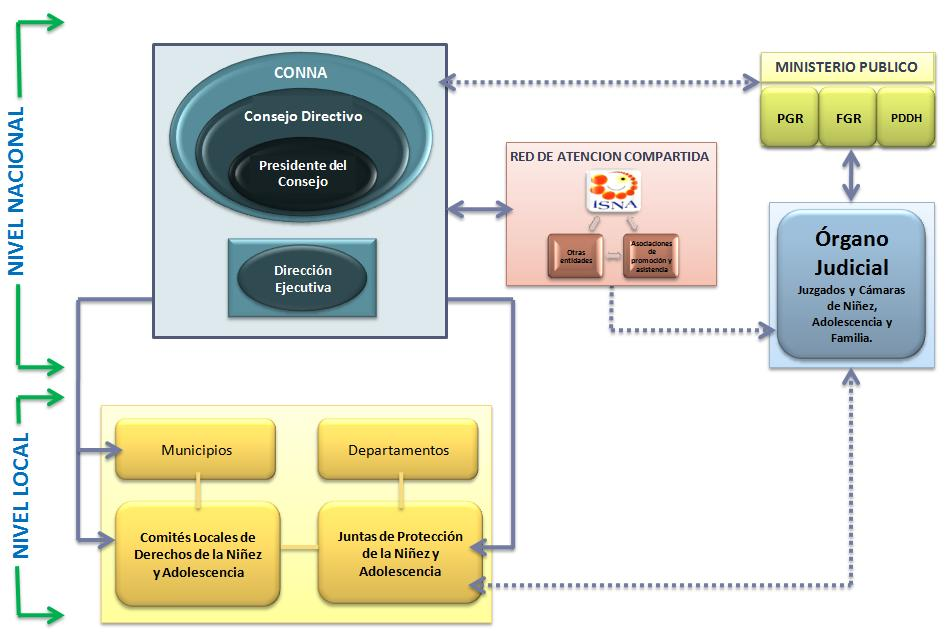 NIVEL NACIONAL
CONNA
Consejo Directivo
Presidente del
Consejo
Dirección
Ejecutiva
RED DE ATENCION COMPARTIDA
ISNA
Otras
entidades
Asociaciones
de
promoción y
asistencia
MINISTERIO PUBLICO
PGR
FGR
PDDH
Órgano
Judicial
Juzgados y Cámaras
de Niñez,
Adolescencia y
Familia.
NIVEL LOCAL
Municipios
Departamentos
Comités Locales de
Derechos de la Niñez
y Adolescencia
Juntas de Protección
de la Niñez y
Adolescencia